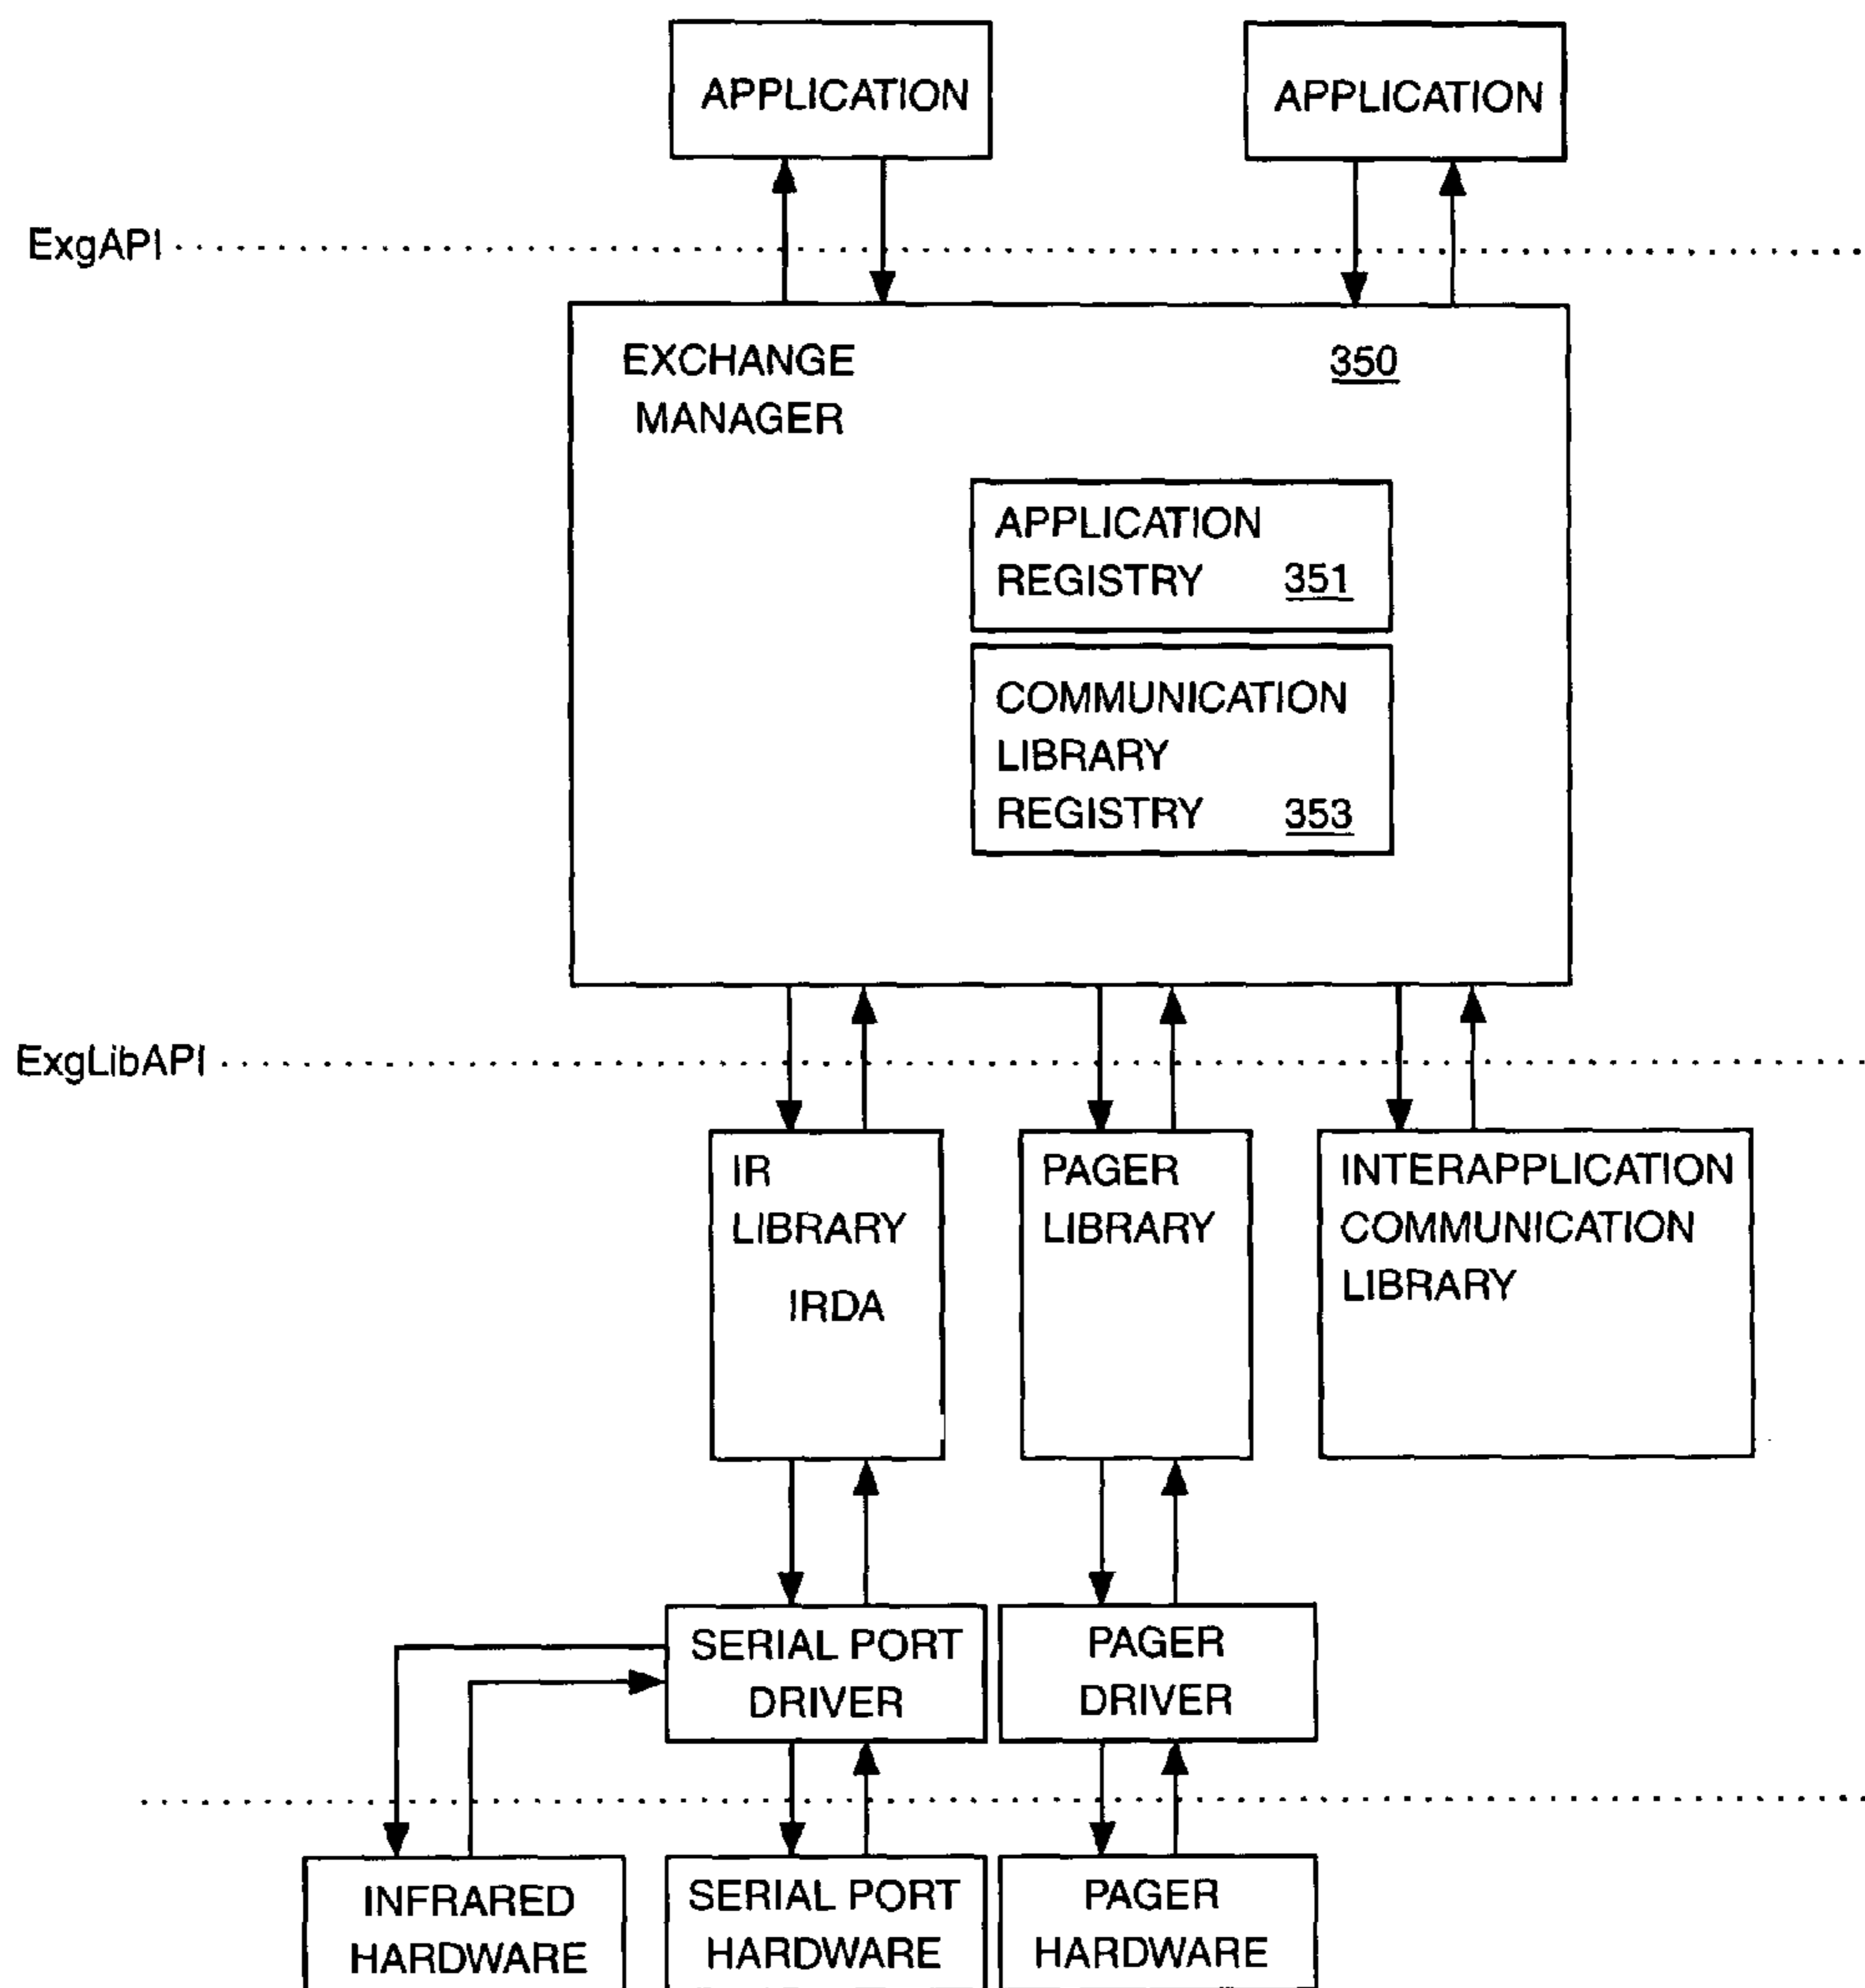 APPLICATION
APPLICATION
ExgAPI
EXCHANGE
MANAGER
350
APPLICATION
REGISTRY 351
COMMUNICATION
LIBRARY
REGISTRY 353
ExgLibAPI
IR
LIBRARY
IRDA
PAGER
LIBRARY
INTERAPPLICATION
COMMUNICATION
LIBRARY
SERIAL PORT
DRIVER
PAGER
DRIVER
INFRARED
HARDWARE
SERIAL PORT
HARDWARE
PAGER
HARDWARE